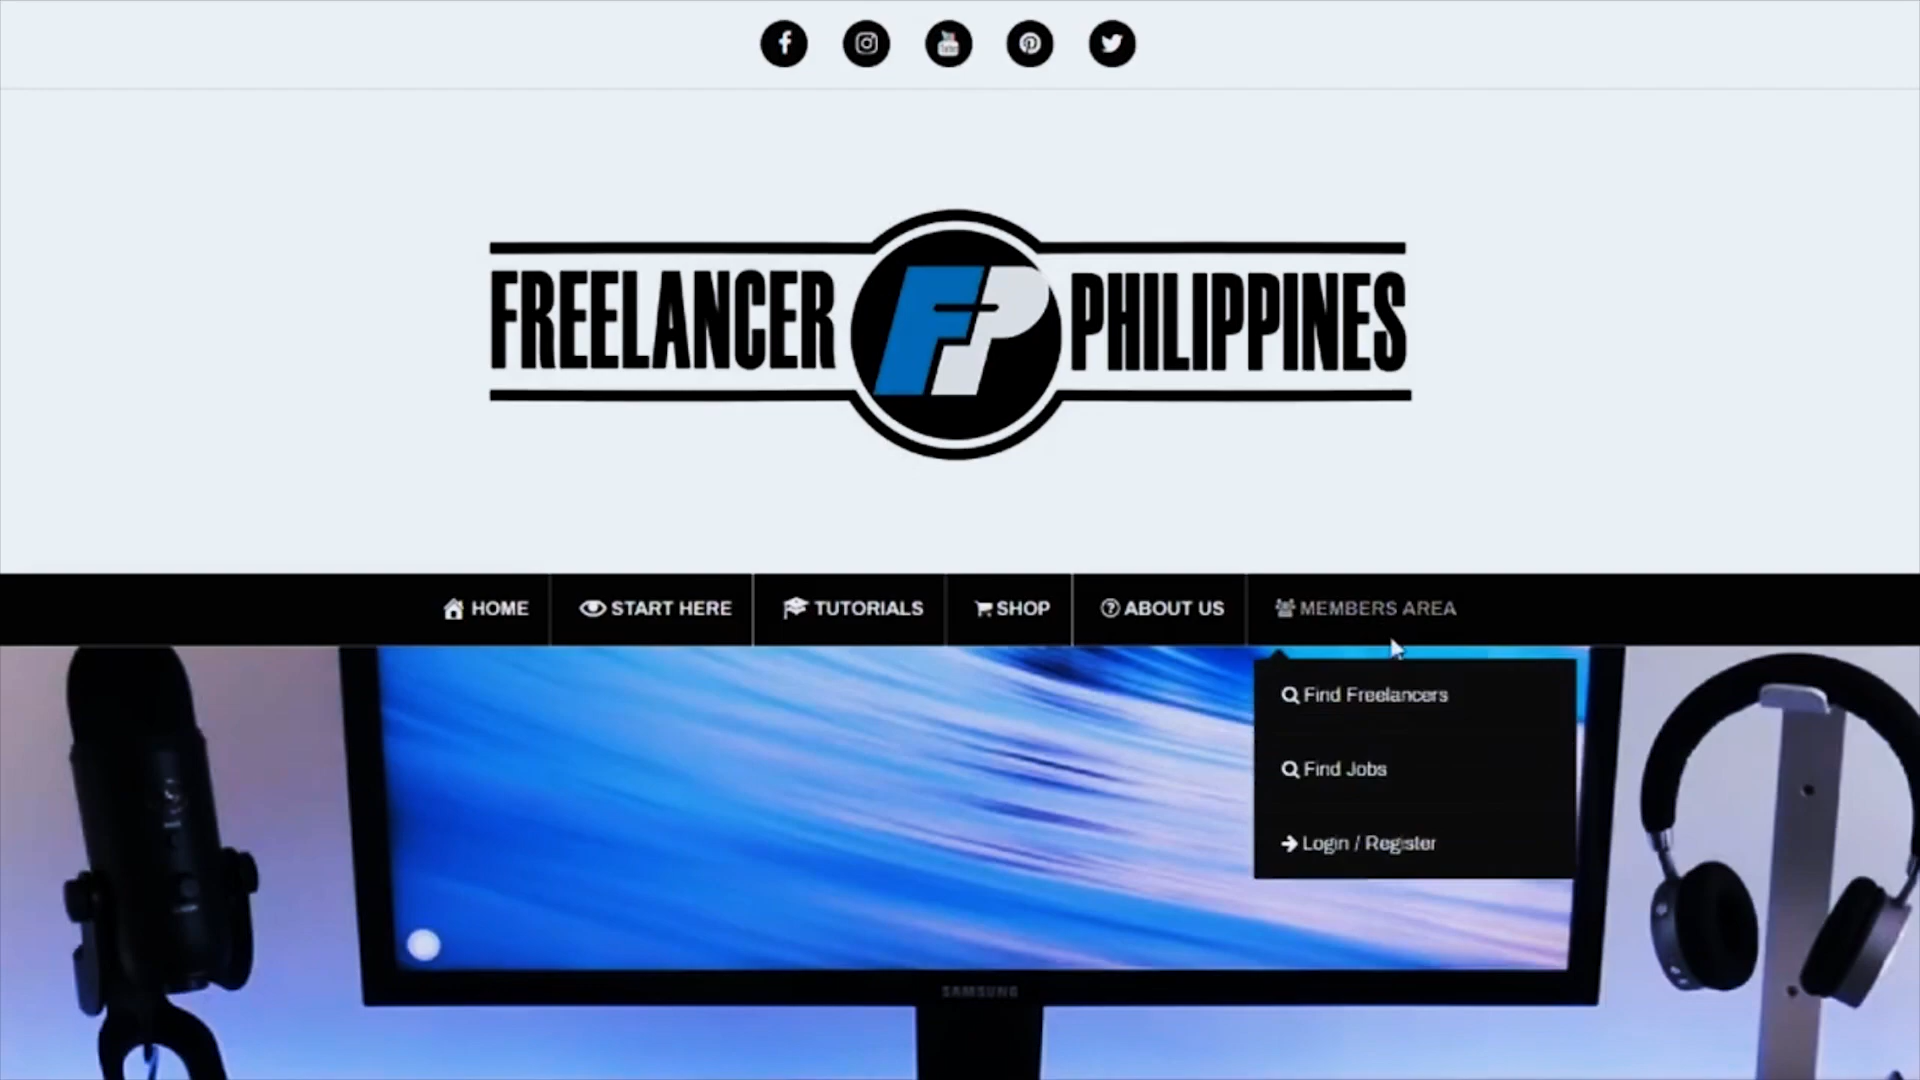 FREELANCER FP PHILIPPINES
HOME START HERE TUTORIALS SHOP ABOUT US MEMBERS AREA
Find Freelancers
Find Jobs
Login / Register
SAMSUNG